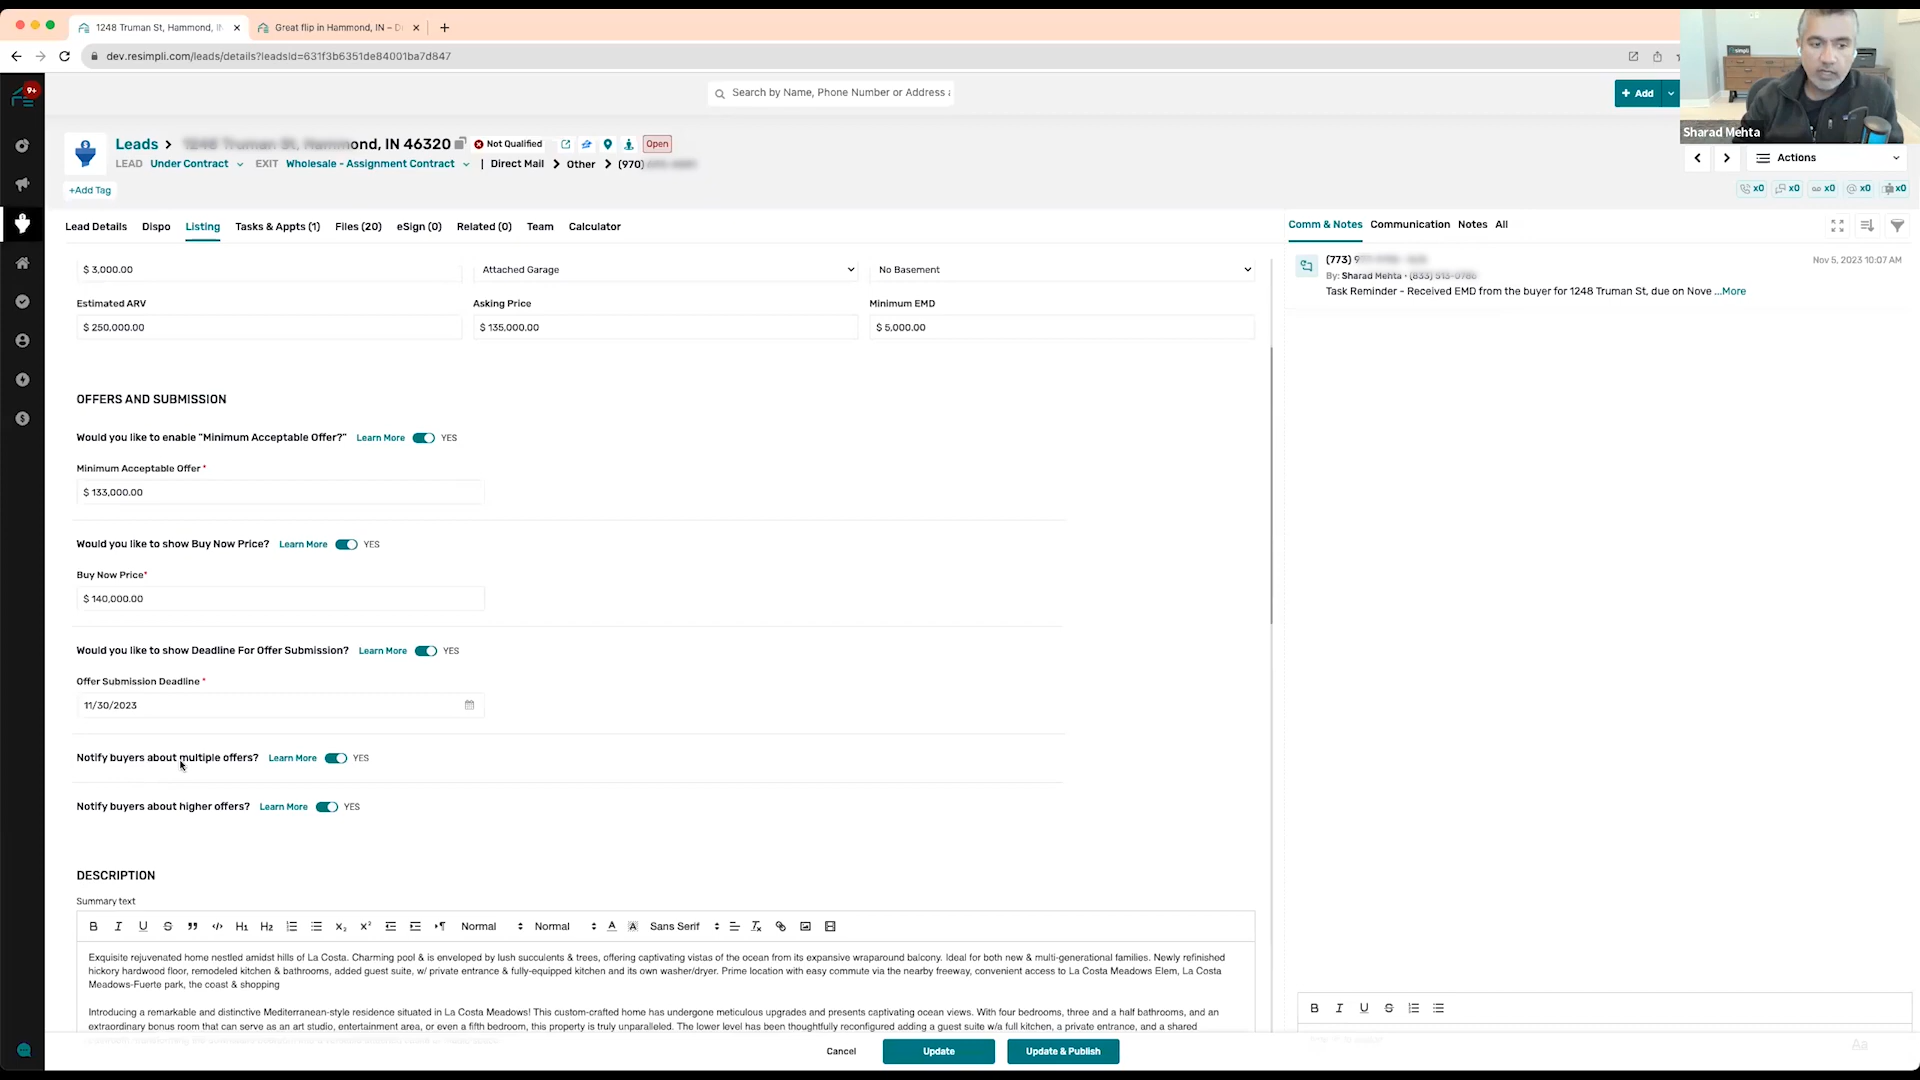 1248 Truman St, Hammond, IN
Great flip in Hammond, IN – D
dev.resimpli.com/leads/details?leadsId=631f3b6351de84001ba7d847
9+
Search by Name, Phone Number or Address
+ Add
Sharad Mehta
Leads > 1248 Truman St, Hammond, IN 46320 Not Qualified Open
LEAD Under Contract EXIT Wholesale - Assignment Contract | Direct Mail > Other > (970)
Actions
+Add Tag
x0 x0 x0 x0 x0
Lead Details Dispo Listing Tasks & Appts (1) Files (20) eSign (0) Related (0) Team Calculator
Comm & Notes Communication Notes All
$ 3,000.00 Attached Garage No Basement
(773)
Nov 5, 2023 10:07 AM
By: Sharad Mehta - (833) 513-0786
Task Reminder - Received EMD from the buyer for 1248 Truman St, due on Nove ...More
Estimated ARV Asking Price Minimum EMD
$ 250,000.00 $ 135,000.00 $ 5,000.00
OFFERS AND SUBMISSION
Would you like to enable "Minimum Acceptable Offer?" Learn More YES
Minimum Acceptable Offer *
$ 133,000.00
Would you like to show Buy Now Price? Learn More YES
Buy Now Price*
$ 140,000.00
Would you like to show Deadline For Offer Submission? Learn More YES
Offer Submission Deadline *
11/30/2023
Notify buyers about multiple offers? Learn More YES
Notify buyers about higher offers? Learn More YES
DESCRIPTION
Summary text
B I U S H1 H2 Normal Normal Sans Serif
Exquisite rejuvenated home nestled amidst hills of La Costa. Charming pool & is enveloped by lush succulents & trees, offering captivating vistas of the ocean from its expansive wraparound balcony. Ideal for both new & multi-generational families. Newly refinished
hickory hardwood floor, remodeled kitchen & bathrooms, added guest suite, w/ private entrance & fully-equipped kitchen and its own washer/dryer. Prime location with easy commute via the nearby freeway, convenient access to La Costa Meadows Elem, La Costa
Meadows-Fuerte park, the coast & shopping
Introducing a remarkable and distinctive Mediterranean-style residence situated in La Costa Meadows! This custom-crafted home has undergone meticulous upgrades and presents captivating ocean views. With four bedrooms, three and a half bathrooms, and an
extraordinary bonus room that can serve as an art studio, entertainment area, or even a fifth bedroom, this property is truly unparalleled. The lower level has been thoughtfully reconfigured adding a guest suite w/a full kitchen, a private entrance, and a shared
B I U S
Cancel Update Update & Publish
Aa